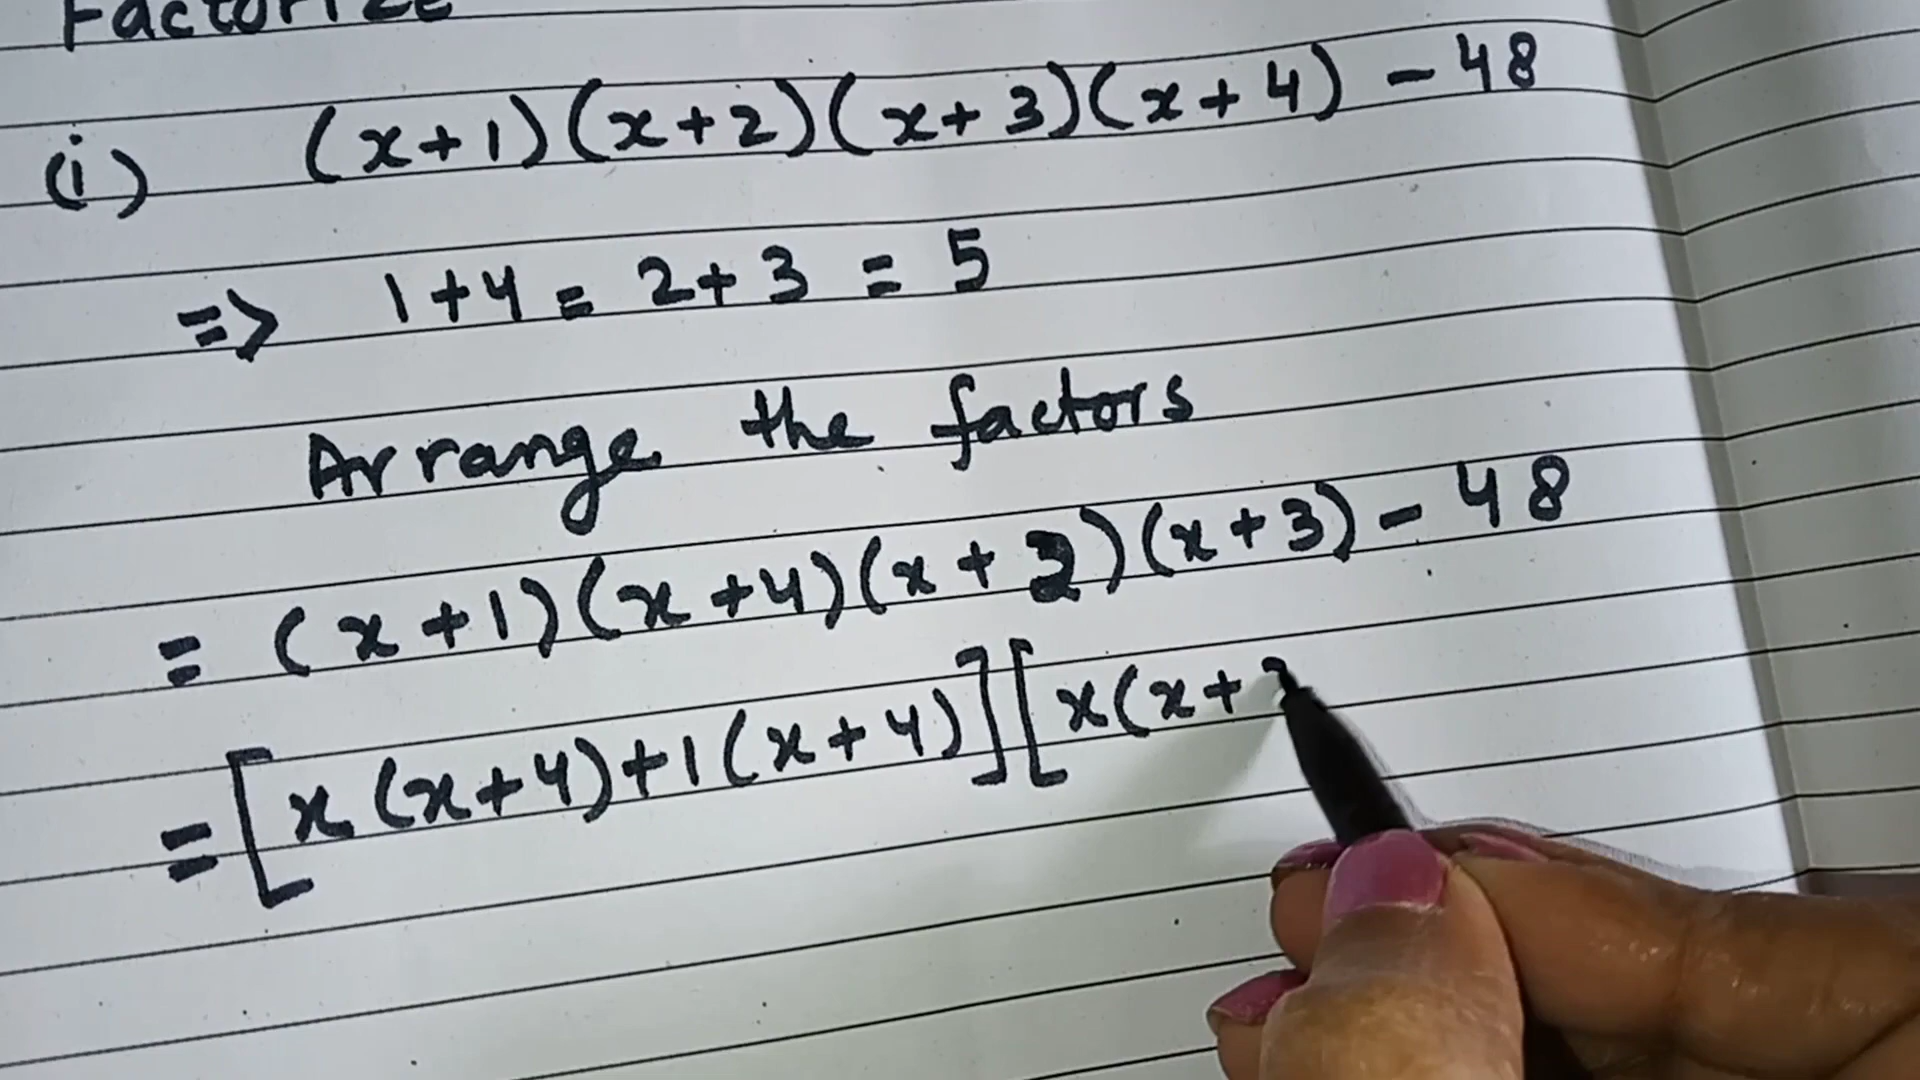 Factorize
(i) (x+1)(x+2)(x+3)(x+4) - 48
=> 1+4 = 2+3 = 5
Arrange the factors
= (x+1)(x+4)(x+2)(x+3) - 48
= [x(x+4)+1(x+4)][x(x+